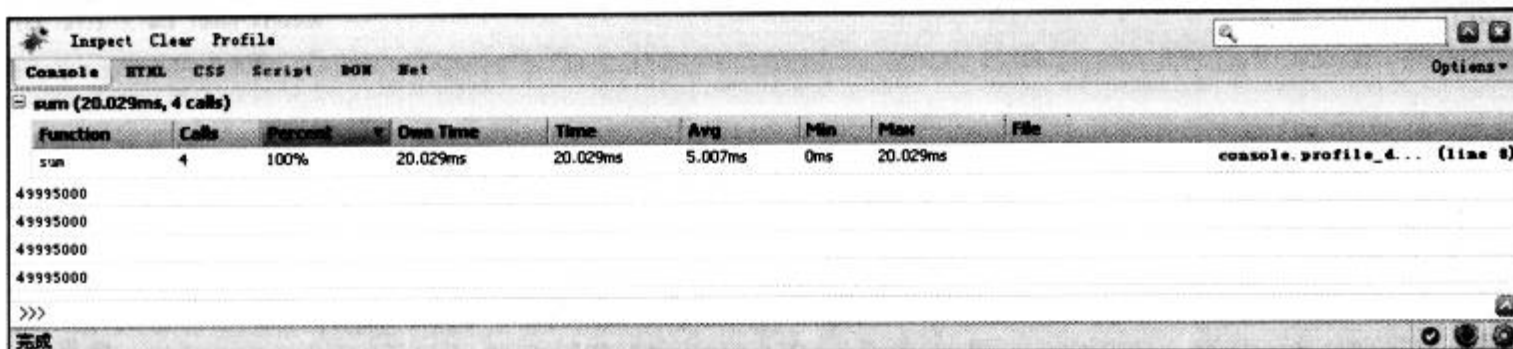 Inspect Clear Profile
Console HTML CSS Script DOM Net Options
sum (20.029ms, 4 calls)
Function Calls Percent Own Time Time Avg Min Max File
sum 4 100% 20.029ms 20.029ms 5.007ms 0ms 20.029ms console.profile_d... (line 8)
49995000
49995000
49995000
49995000
>>>
完成